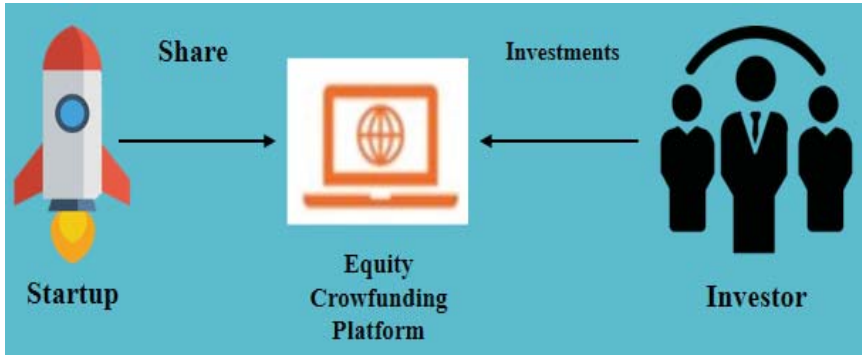 Share
Investments
Startup
Equity
Crowfunding
Platform
Investor